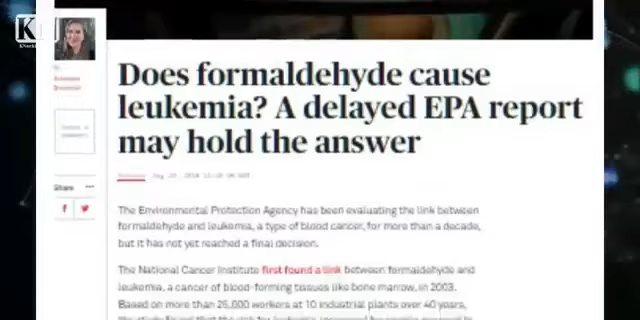 K
Does formaldehyde cause
leukemia? A delayed EPA report
may hold the answer
Share
The Environmental Protection Agency has been evaluating the link between
formaldehyde and leukemia, a type of blood cancer, for more than a decade,
but it has not yet reached a final decision.
The National Cancer Institute first found a link between formaldehyde and
leukemia, a cancer of blood-forming tissues like bone marrow, in 2003.
Based on more than 25,000 workers at 10 industrial plants over 40 years,